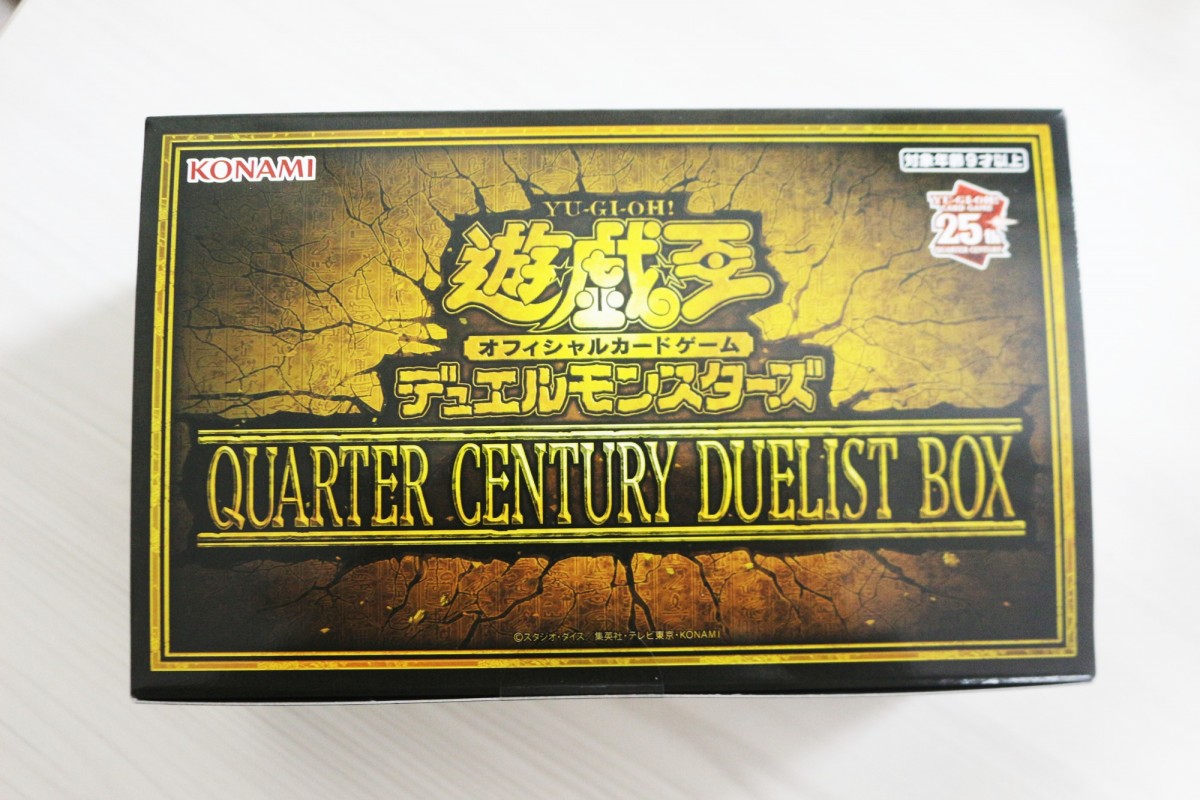 KONAMI
対象年齢9才以上
YU-GI-OH!
25th
YU-GI-OH!
遊戯王
オフィシャルカードゲーム
デュエルモンスターズ
QUARTER CENTURY DUELIST BOX
©スタジオ・ダイス 集英社・テレビ東京・KONAMI